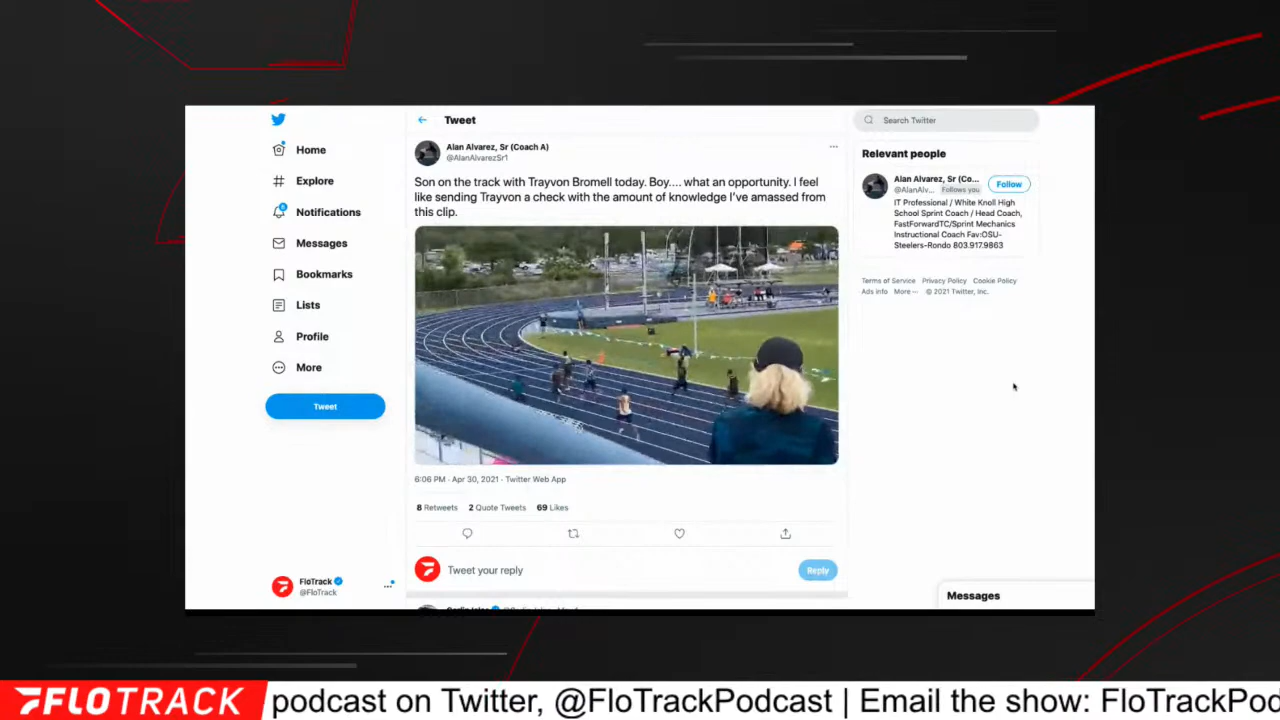 Home
Explore
Notifications
Messages
Bookmarks
Lists
Profile
More
Tweet
FloTrack
@FloTrack
Tweet
Alan Alvarez, Sr (Coach A)
@AlanAlvarezSr1
Son on the track with Trayvon Bromell today. Boy.... what an opportunity. I feel
like sending Trayvon a check with the amount of knowledge I've amassed from
this clip.
6:06 PM · Apr 30, 2021 · Twitter Web App
8 Retweets 2 Quote Tweets 69 Likes
Tweet your reply
Reply
Search Twitter
Relevant people
Alan Alvarez, Sr (Co...
@AlanAlv... Follows you
Follow
IT Professional / White Knoll High
School Sprint Coach / Head Coach,
FastForwardTC/Sprint Mechanics
Instructional Coach Fav:OSU-
Steelers-Rondo 803.917.9863
Terms of Service Privacy Policy Cookie Policy
Ads info More ··· © 2021 Twitter, Inc.
Messages
FLOTRACK
podcast on Twitter, @FloTrackPodcast | Email the show: FloTrackPod